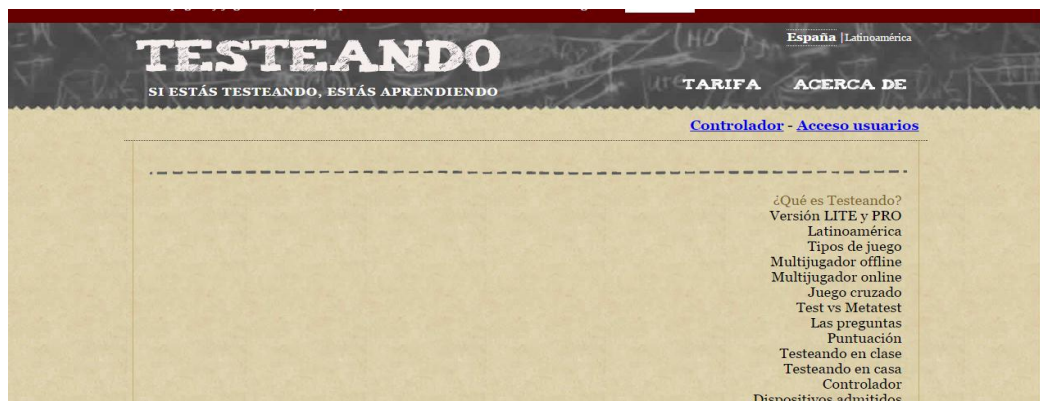 TESTEANDO
SI ESTÁS TESTEANDO, ESTÁS APRENDIENDO
España | Latinoamérica
TARIFA ACERCA DE
Controlador - Acceso usuarios
¿Qué es Testeando?
Versión LITE y PRO
Latinoamérica
Tipos de juego
Multijugador offline
Multijugador online
Juego cruzado
Test vs Metatest
Las preguntas
Puntuación
Testeando en clase
Testeando en casa
Controlador
Dispositivos admitidos